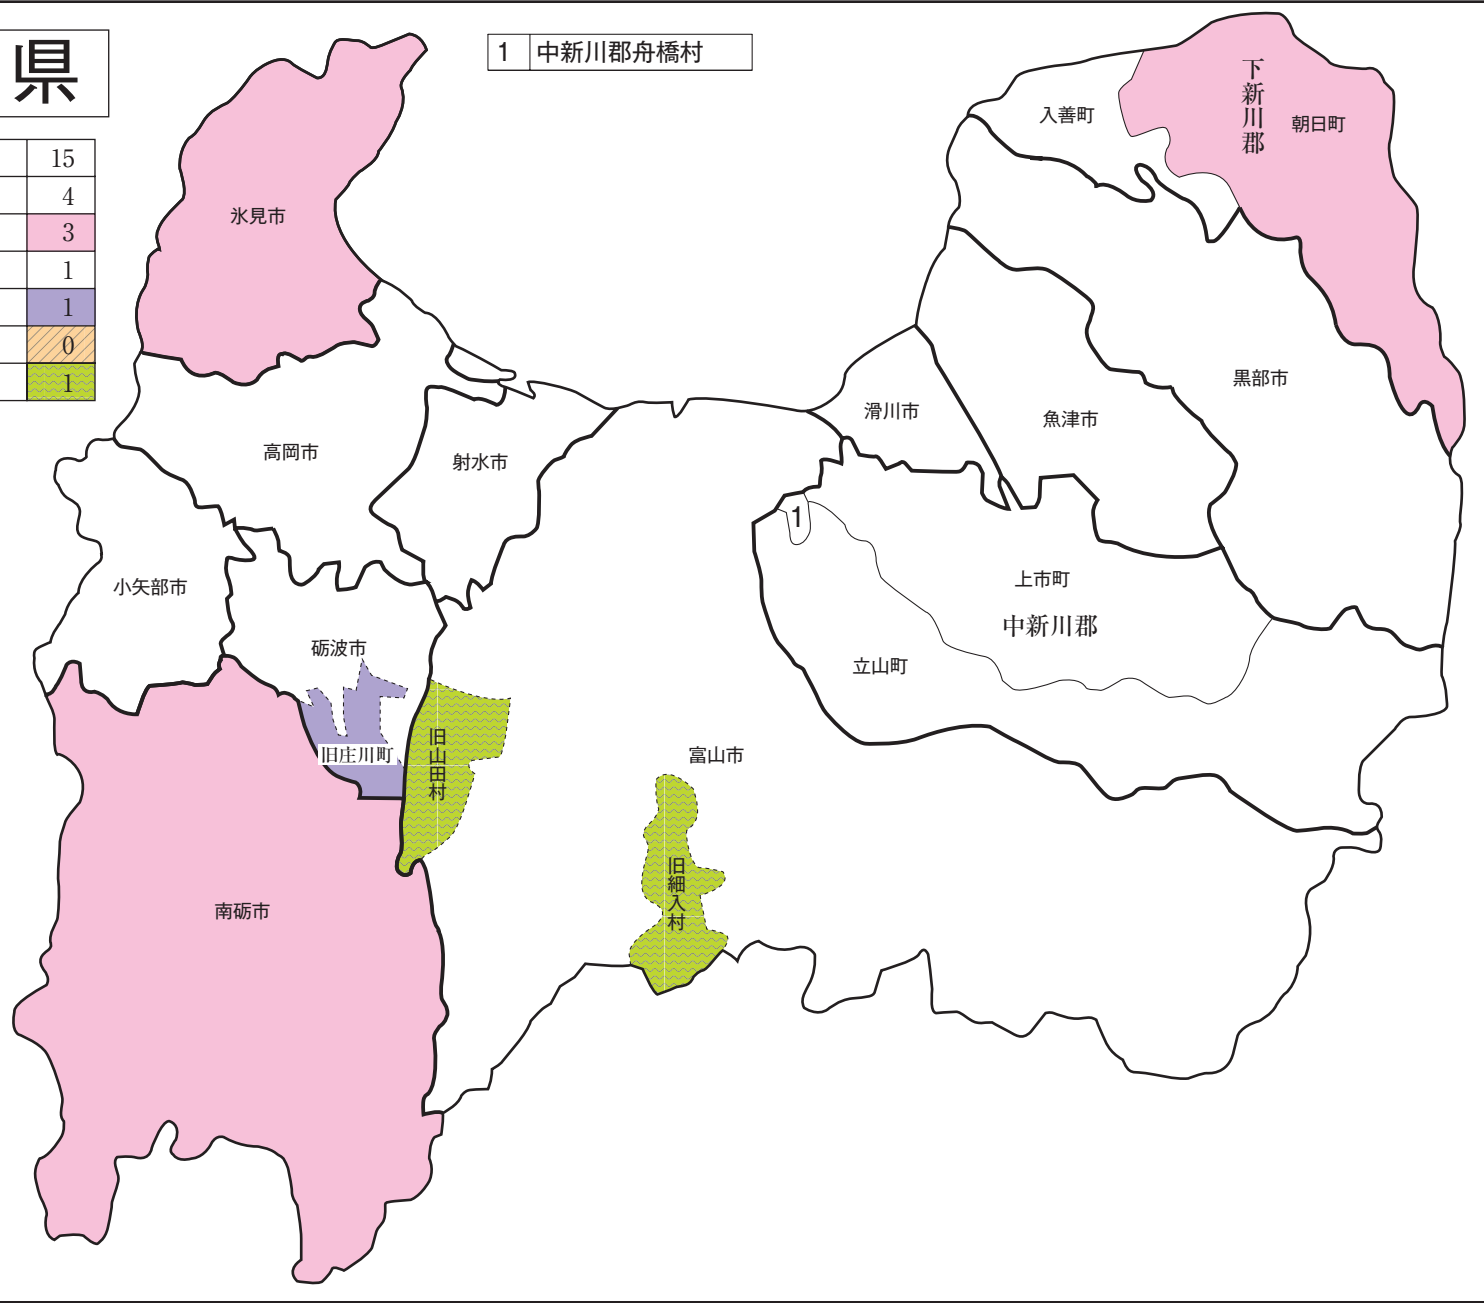 県
1 中新川郡舟橋村
15
4
3
1
1
0
1
氷見市
入善町
下新川郡
朝日町
黒部市
魚津市
滑川市
高岡市
射水市
1
小矢部市
上市町
中新川郡
砺波市
立山町
旧庄川町
旧山田村
富山市
旧細入村
南砺市